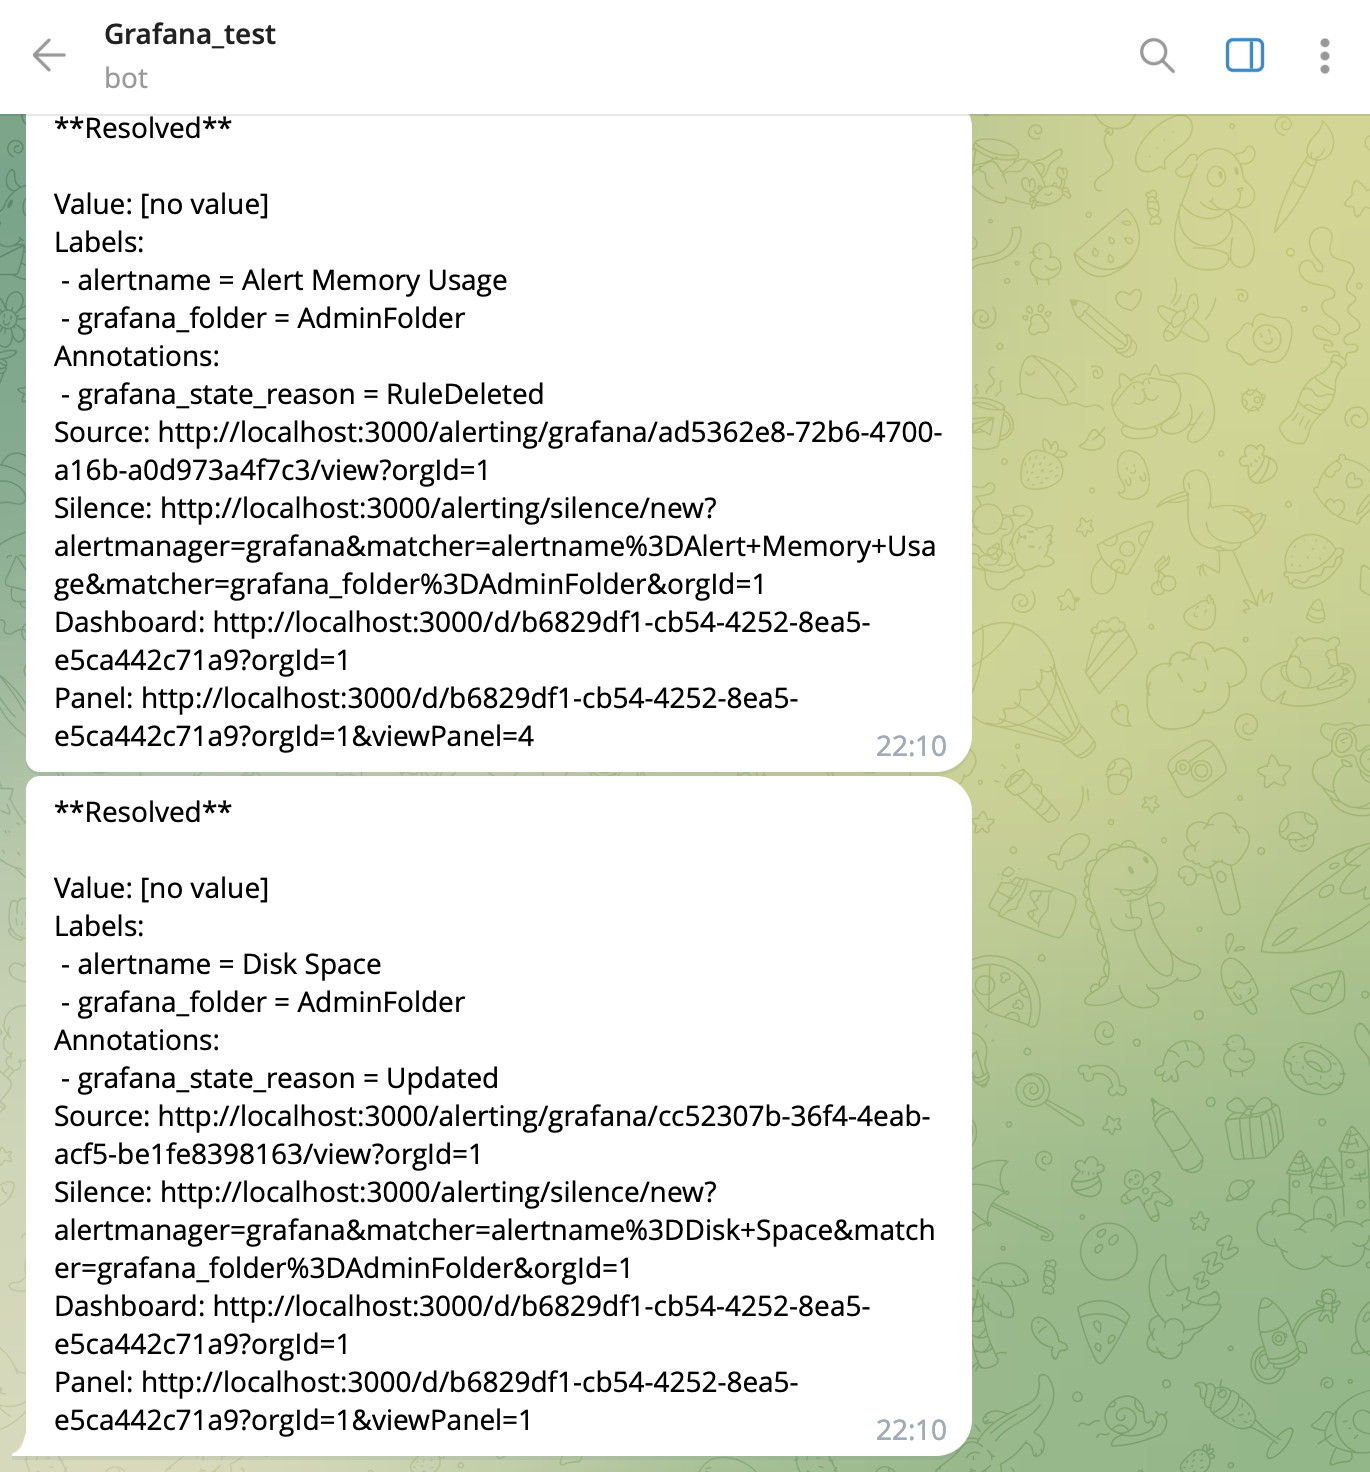 Grafana_test
bot
**Resolved**
Value: [no value]
Labels:
- alertname = Alert Memory Usage
- grafana_folder = AdminFolder
Annotations:
- grafana_state_reason = RuleDeleted
Source: http://localhost:3000/alerting/grafana/ad5362e8-72b6-4700-
a16b-a0d973a4f7c3/view?orgId=1
Silence: http://localhost:3000/alerting/silence/new?
alertmanager=grafana&matcher=alertname%3DAlert+Memory+Usa
ge&matcher=grafana_folder%3DAdminFolder&orgId=1
Dashboard: http://localhost:3000/d/b6829df1-cb54-4252-8ea5-
e5ca442c71a9?orgId=1
Panel: http://localhost:3000/d/b6829df1-cb54-4252-8ea5-
e5ca442c71a9?orgId=1&viewPanel=4
22:10
**Resolved**
Value: [no value]
Labels:
- alertname = Disk Space
- grafana_folder = AdminFolder
Annotations:
- grafana_state_reason = Updated
Source: http://localhost:3000/alerting/grafana/cc52307b-36f4-4eab-
acf5-be1fe8398163/view?orgId=1
Silence: http://localhost:3000/alerting/silence/new?
alertmanager=grafana&matcher=alertname%3DDisk+Space&match
er=grafana_folder%3DAdminFolder&orgId=1
Dashboard: http://localhost:3000/d/b6829df1-cb54-4252-8ea5-
e5ca442c71a9?orgId=1
Panel: http://localhost:3000/d/b6829df1-cb54-4252-8ea5-
e5ca442c71a9?orgId=1&viewPanel=1
22:10